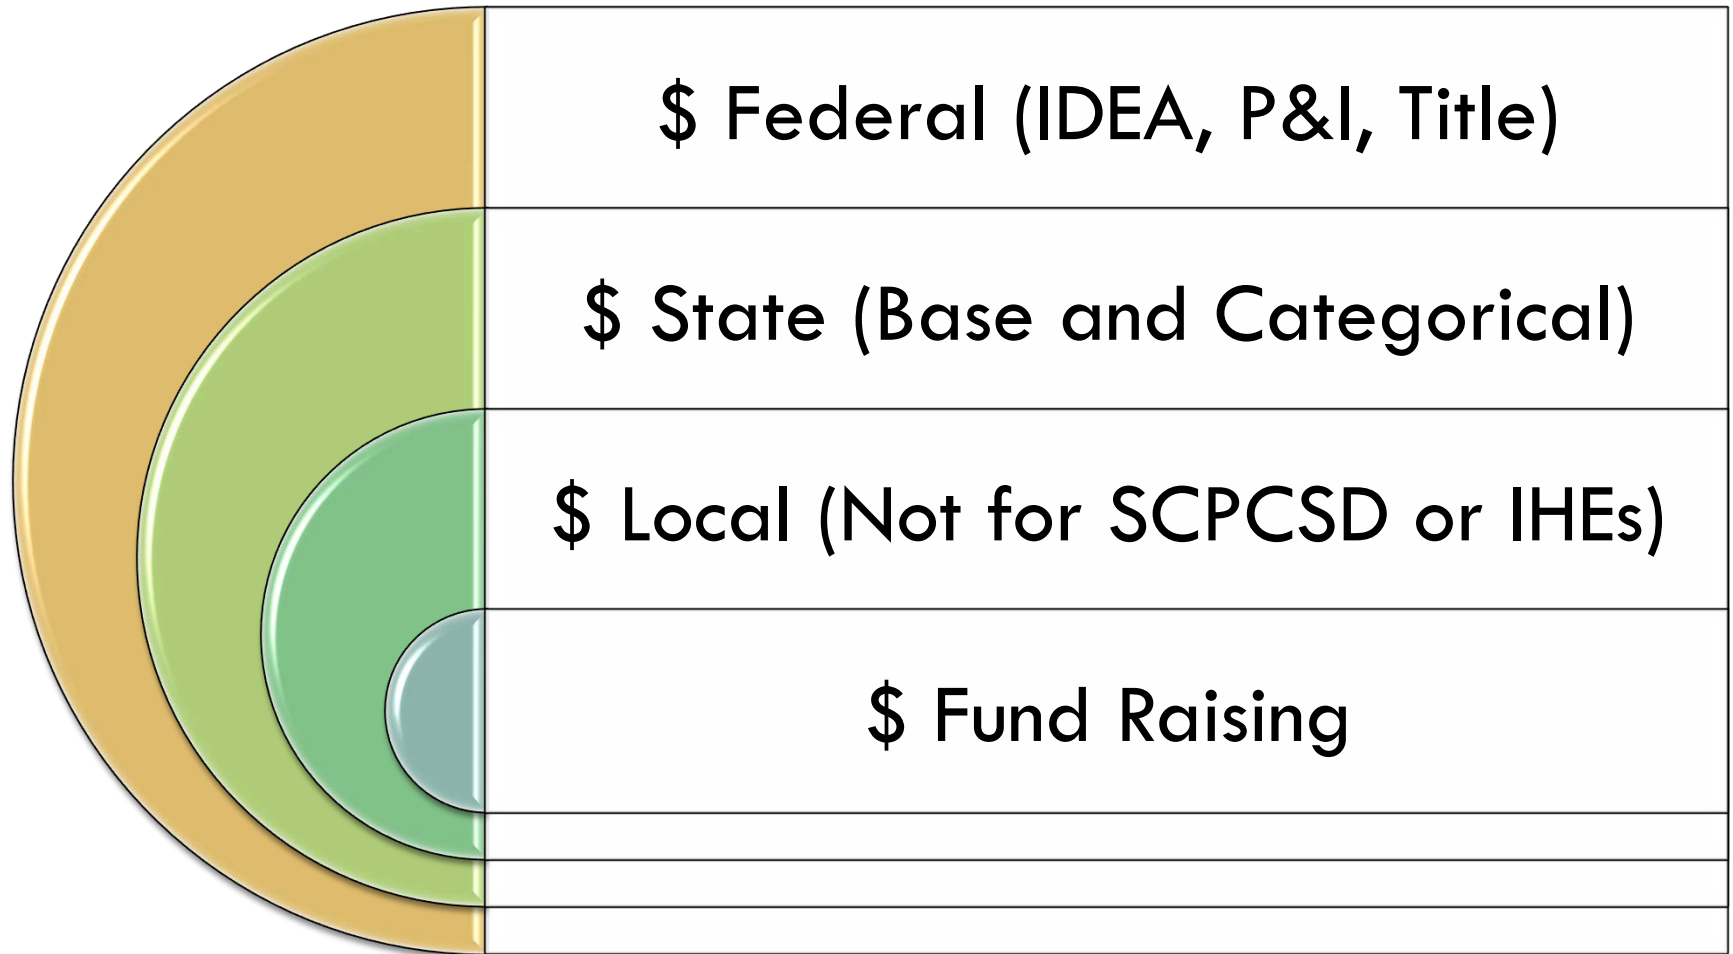 $ Federal (IDEA, P&I, Title)
$ State (Base and Categorical)
$ Local (Not for SCPCSD or IHEs)
$ Fund Raising